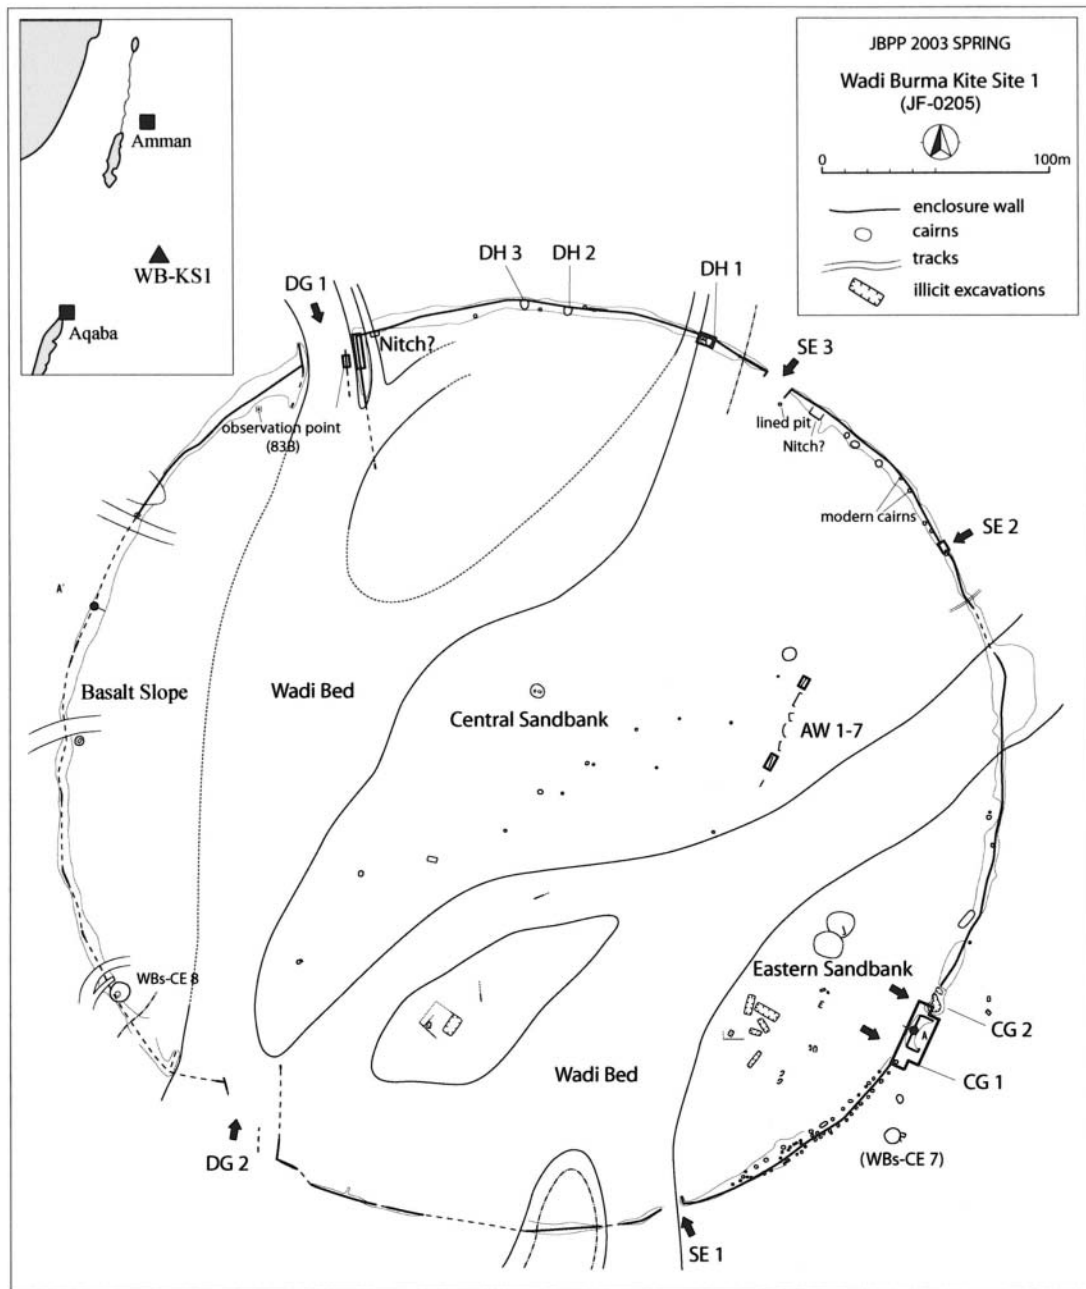 Amman
WB-KS1
Aqaba
JBPP 2003 SPRING
Wadi Burma Kite Site 1
(JF-0205)
0 100m
enclosure wall
cairns
tracks
illicit excavations
DG 1
DH 3
DH 2
DH 1
Nitch?
SE 3
observation point
(83B)
lined pit
Nitch?
modern cairns
SE 2
A'
Basalt Slope
Wadi Bed
Central Sandbank
AW 1-7
WBs-CE 8
Eastern Sandbank
A
CG 2
CG 1
Wadi Bed
(WBs-CE 7)
DG 2
SE 1